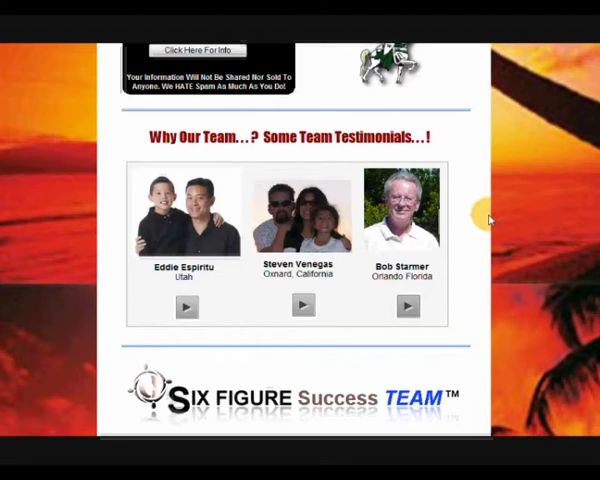 Click Here For Info
Your Information Will Not Be Shared Nor Sold To
Anyone. We HATE Spam As Much As You Do!
Why Our Team. . . ? Some Team Testimonials. . . !
Eddie Espiritu
Utah
Steven Venegas
Oxnard, California
Bob Starmer
Orlando Florida
SIX FIGURE Success TEAM™